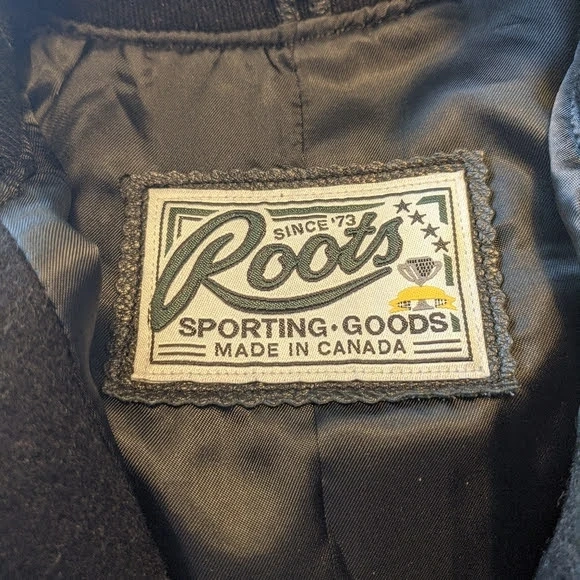 SINCE '73
Roots
SPORTING·GOODS
MADE IN CANADA